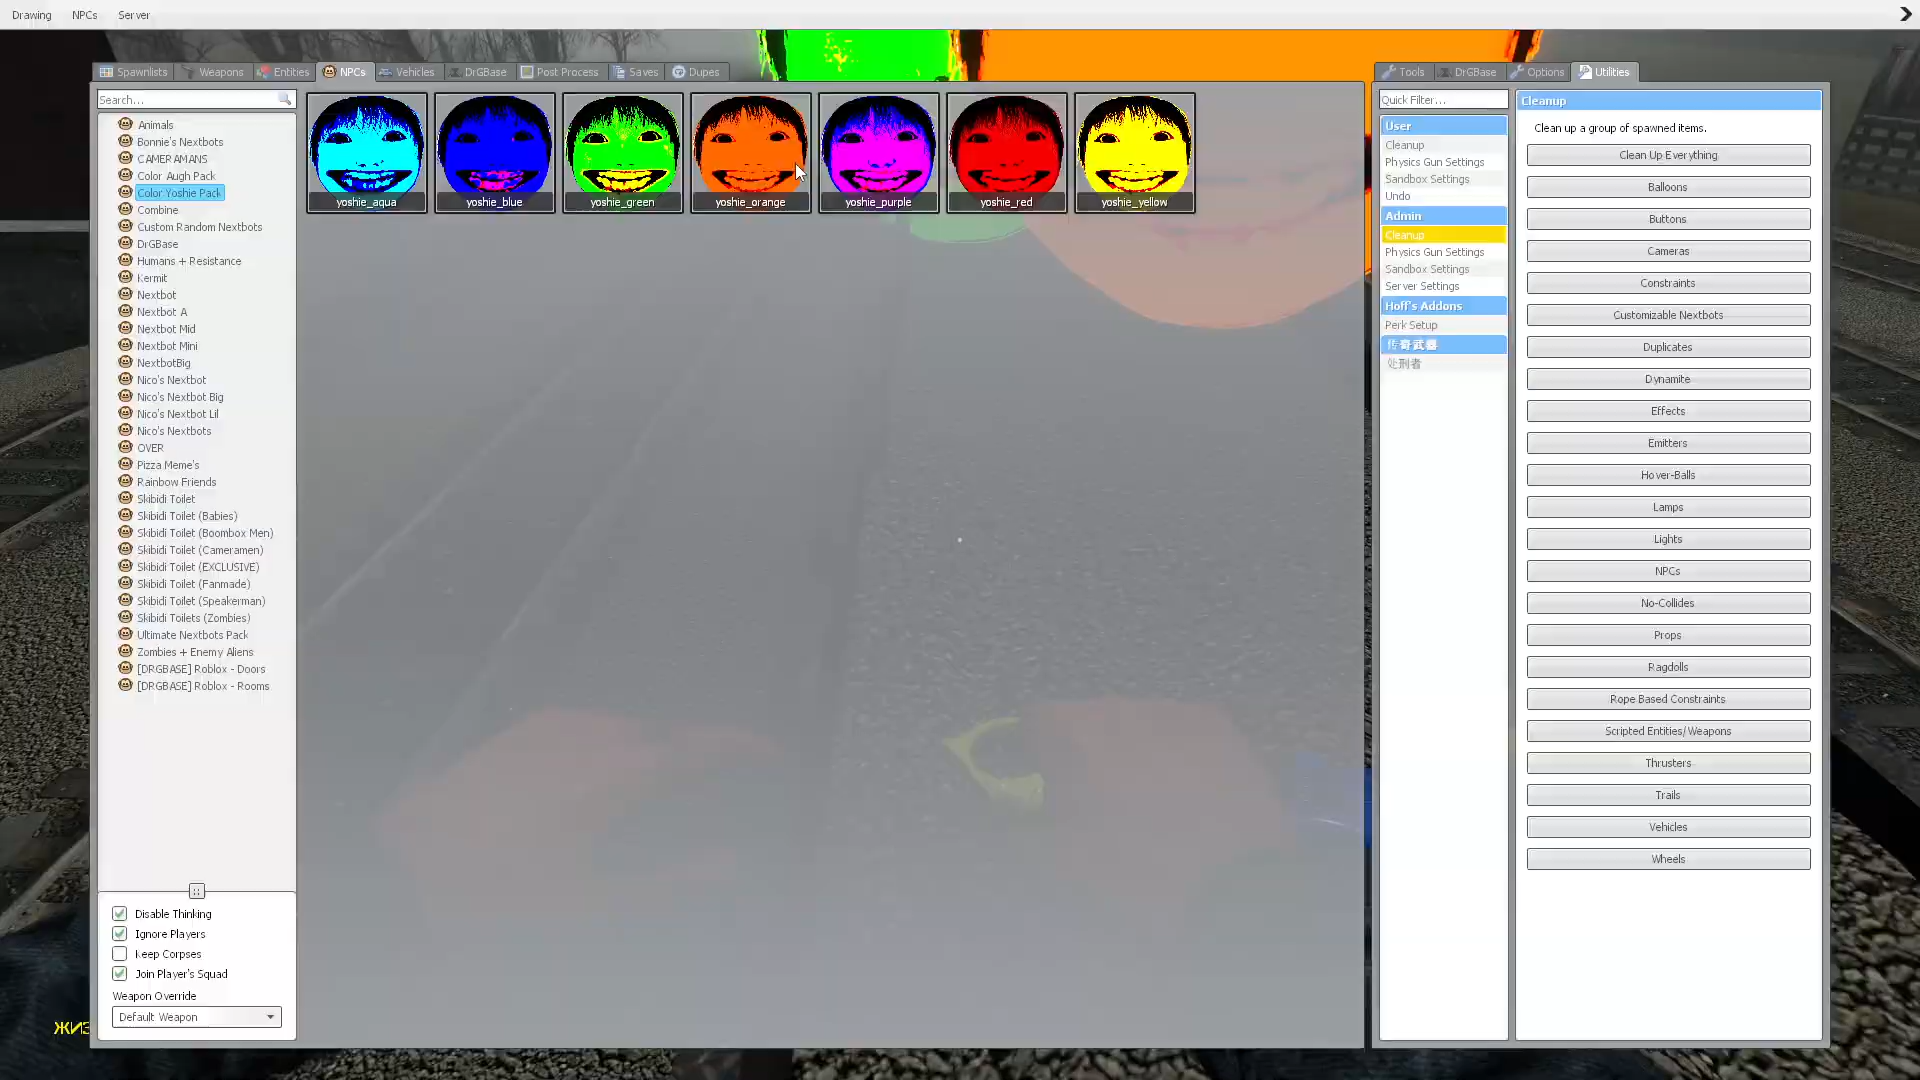 Drawing NPCs Server
Spawnlists Weapons Entities NPCs Vehicles DrGBase Post Process Saves Dupes
Search...
Animals
Bonnie's Nextbots
CAMERAMANS
Color Augh Pack
Color Yoshie Pack
Combine
Custom Random Nextbots
DrGBase
Humans + Resistance
Kermit
Nextbot
Nextbot A
Nextbot Mid
Nextbot Mini
NextbotBig
Nico's Nextbot
Nico's Nextbot Big
Nico's Nextbot Lil
Nico's Nextbots
OVER
Pizza Meme's
Rainbow Friends
Skibidi Toilet
Skibidi Toilet (Babies)
Skibidi Toilet (Boombox Men)
Skibidi Toilet (Cameramen)
Skibidi Toilet (EXCLUSIVE)
Skibidi Toilet (Fanmade)
Skibidi Toilet (Speakerman)
Skibidi Toilets (Zombies)
Ultimate Nextbots Pack
Zombies + Enemy Aliens
[DRGBASE] Roblox - Doors
[DRGBASE] Roblox - Rooms
Disable Thinking
Ignore Players
Keep Corpses
Join Player's Squad
Weapon Override
Default Weapon
ЖИЗ
yoshie_aqua yoshie_blue yoshie_green yoshie_orange yoshie_purple yoshie_red yoshie_yellow
Tools DrGBase Options Utilities
Quick Filter...
User
Cleanup
Physics Gun Settings
Sandbox Settings
Undo
Admin
Cleanup
Physics Gun Settings
Sandbox Settings
Server Settings
Hoff's Addons
Perk Setup
传奇武器
处刑者
Cleanup
Clean up a group of spawned items.
Clean Up Everything
Balloons
Buttons
Cameras
Constraints
Customizable Nextbots
Duplicates
Dynamite
Effects
Emitters
Hover-Balls
Lamps
Lights
NPCs
No-Collides
Props
Ragdolls
Rope Based Constraints
Scripted Entities/Weapons
Thrusters
Trails
Vehicles
Wheels